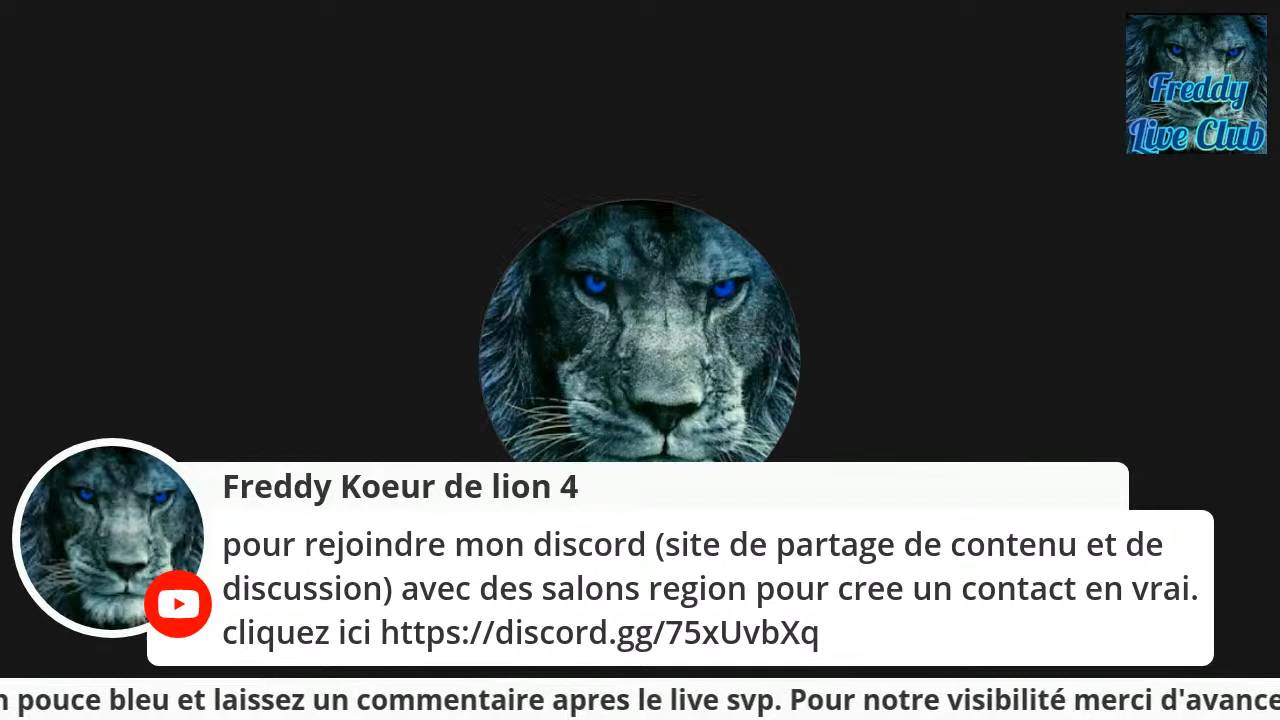 Freddy
Live Club
Freddy Koeur de lion 4
pour rejoindre mon discord (site de partage de contenu et de
discussion) avec des salons region pour cree un contact en vrai.
cliquez ici https://discord.gg/75xUvbXq
pouce bleu et laissez un commentaire apres le live svp. Pour notre visibilité merci d'avance